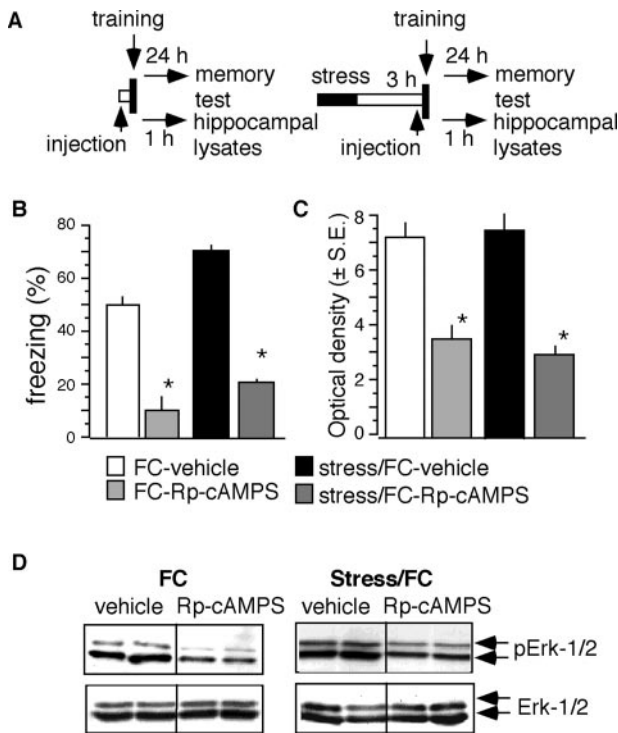 A
training
24 h
memory
test
hippocampal
lysates
injection
1 h
training
stress
3 h
24 h
memory
test
hippocampal
lysates
injection
1 h
B
freezing (%)
80
60
40
20
0
*
*
C
Optical density (± S.E.)
8
6
4
2
0
*
*
FC-vehicle
FC-Rp-cAMPS
stress/FC-vehicle
stress/FC-Rp-cAMPS
D
FC
vehicle Rp-cAMPS
Stress/FC
vehicle Rp-cAMPS
pErk-1/2
Erk-1/2